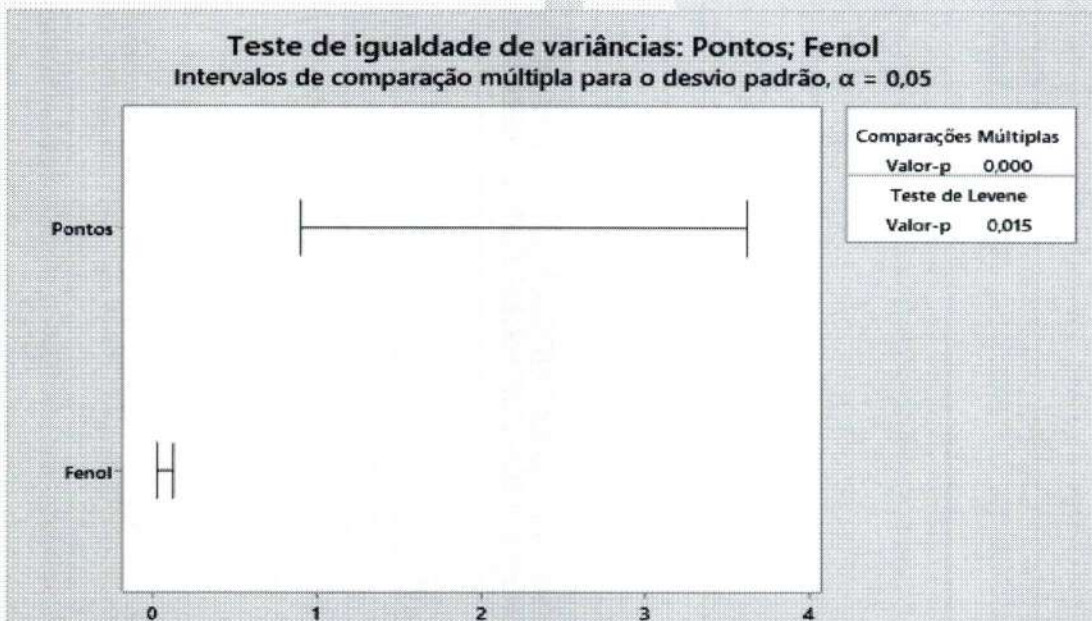 Teste de igualdade de variâncias: Pontos; Fenol
Intervalos de comparação múltipla para o desvio padrão, α = 0,05
Comparações Múltiplas
Valor-p 0,000
Teste de Levene
Valor-p 0,015
Pontos
Fenol
0 1 2 3 4